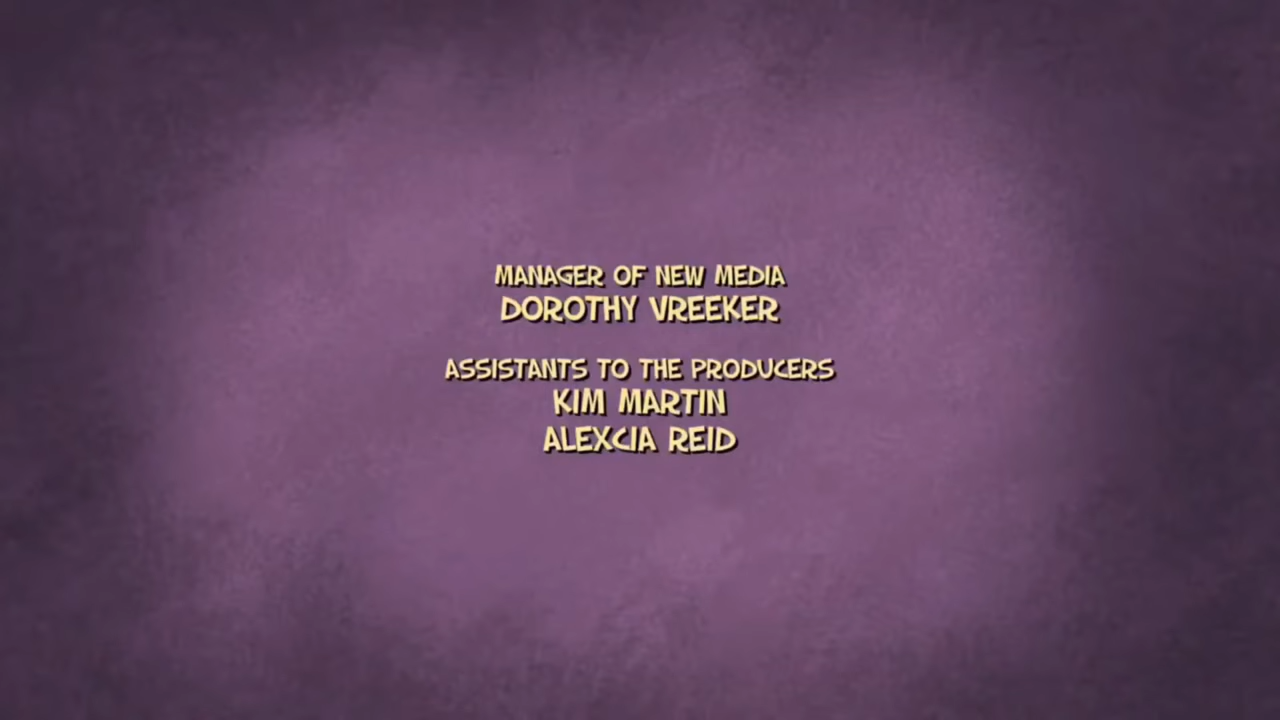 MANAGER OF NEW MEDIA
DOROTHY VREEKER
ASSISTANTS TO THE PRODUCERS
KIM MARTIN
ALEXCIA REID